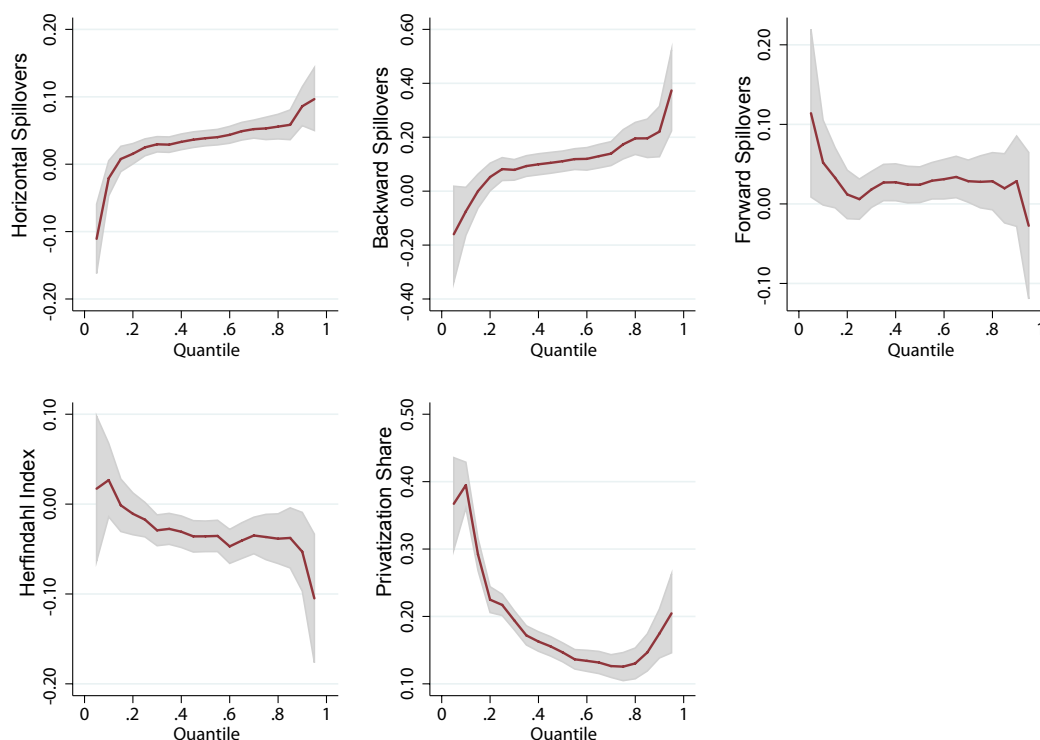 Horizontal Spillovers
0.20
0.10
0.00
-0.10
-0.20
0 .2 .4 .6 .8 1
Quantile
Backward Spillovers
0.60
0.40
0.20
0.00
-0.20
-0.40
0 .2 .4 .6 .8 1
Quantile
Forward Spillovers
0.20
0.10
0.00
-0.10
0 .2 .4 .6 .8 1
Quantile
Herfindahl Index
0.10
0.00
-0.10
-0.20
0 .2 .4 .6 .8 1
Quantile
Privatization Share
0.50
0.40
0.30
0.20
0.10
0 .2 .4 .6 .8 1
Quantile